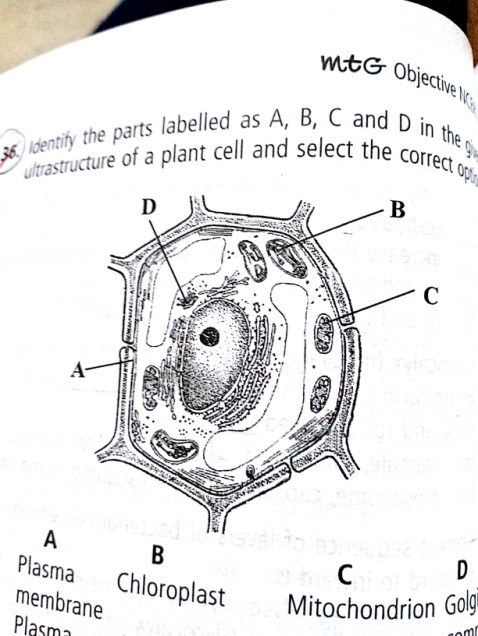 mtG Objective
36. Identify the parts labelled as A, B, C and D in the
ultrastructure of a plant cell and select the correct
D
B
C
A
A B C D
Plasma membrane Chloroplast Mitochondrion
Plasma